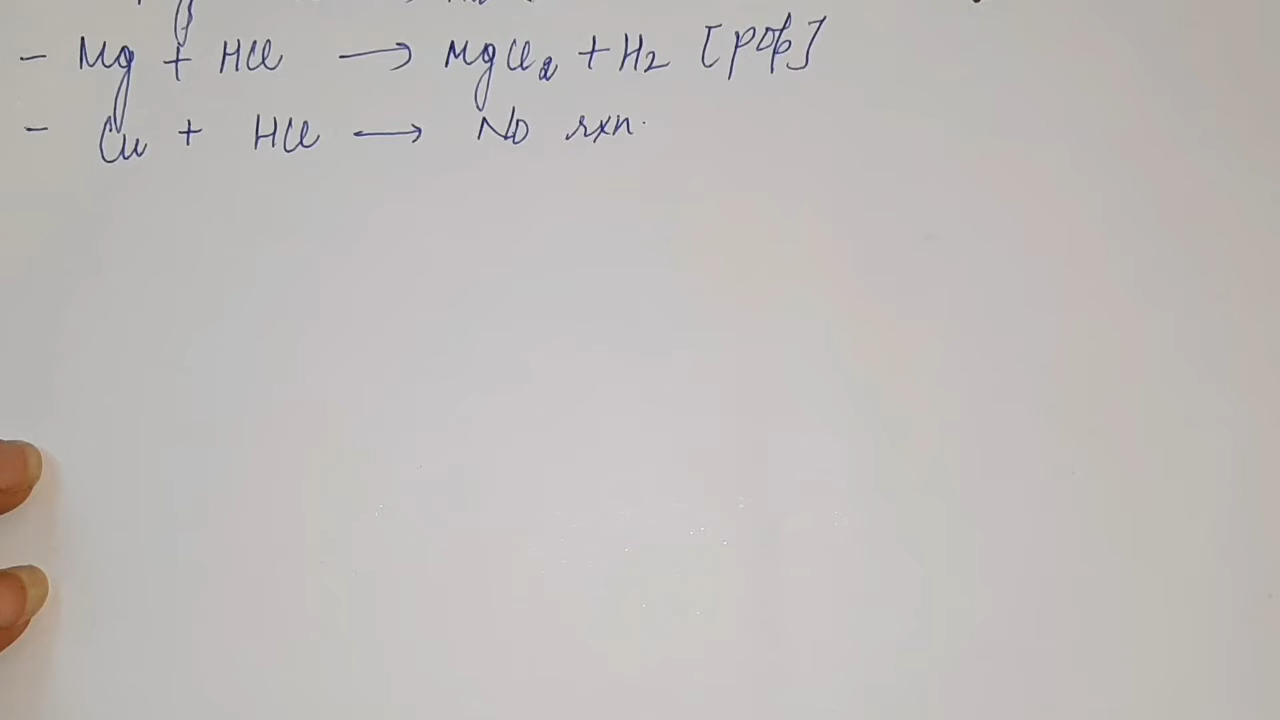 - Mg + HCl ⟶ MgCl₂ + H₂ [pop]
- Cu + HCl ⟶ No rxn.